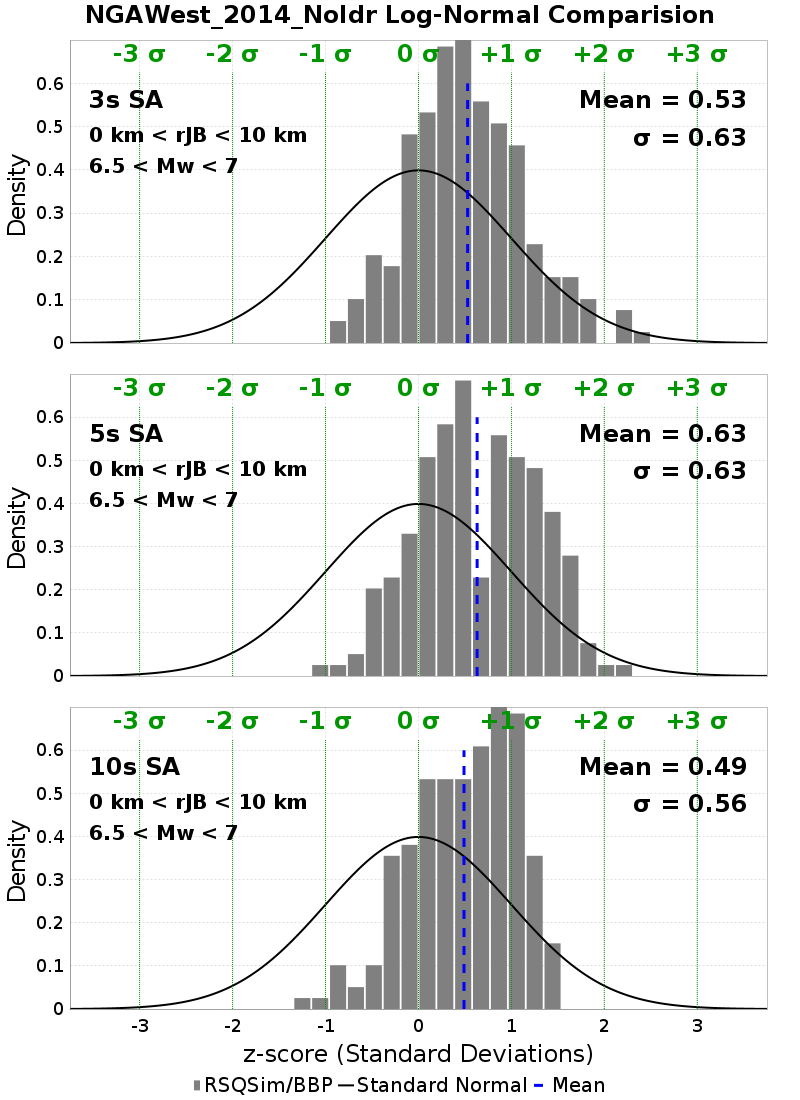 NGAWest_2014_NoIdr Log-Normal Comparision
-3 σ -2 σ -1 σ 0 σ +1 σ +2 σ +3 σ
0.6
3s SA
Mean = 0.53
0.5
0 km < rJB < 10 km
σ = 0.63
0.4
6.5 < Mw < 7
0.3
0.2
0.1
0
Density
-3 σ -2 σ -1 σ 0 σ +1 σ +2 σ +3 σ
0.6
5s SA
Mean = 0.63
0.5
0 km < rJB < 10 km
σ = 0.63
0.4
6.5 < Mw < 7
0.3
0.2
0.1
0
Density
-3 σ -2 σ -1 σ 0 σ +1 σ +2 σ +3 σ
0.6
10s SA
Mean = 0.49
0.5
0 km < rJB < 10 km
σ = 0.56
0.4
6.5 < Mw < 7
0.3
0.2
0.1
0
Density
-3 -2 -1 0 1 2 3
z-score (Standard Deviations)
RSQSim/BBP Standard Normal Mean